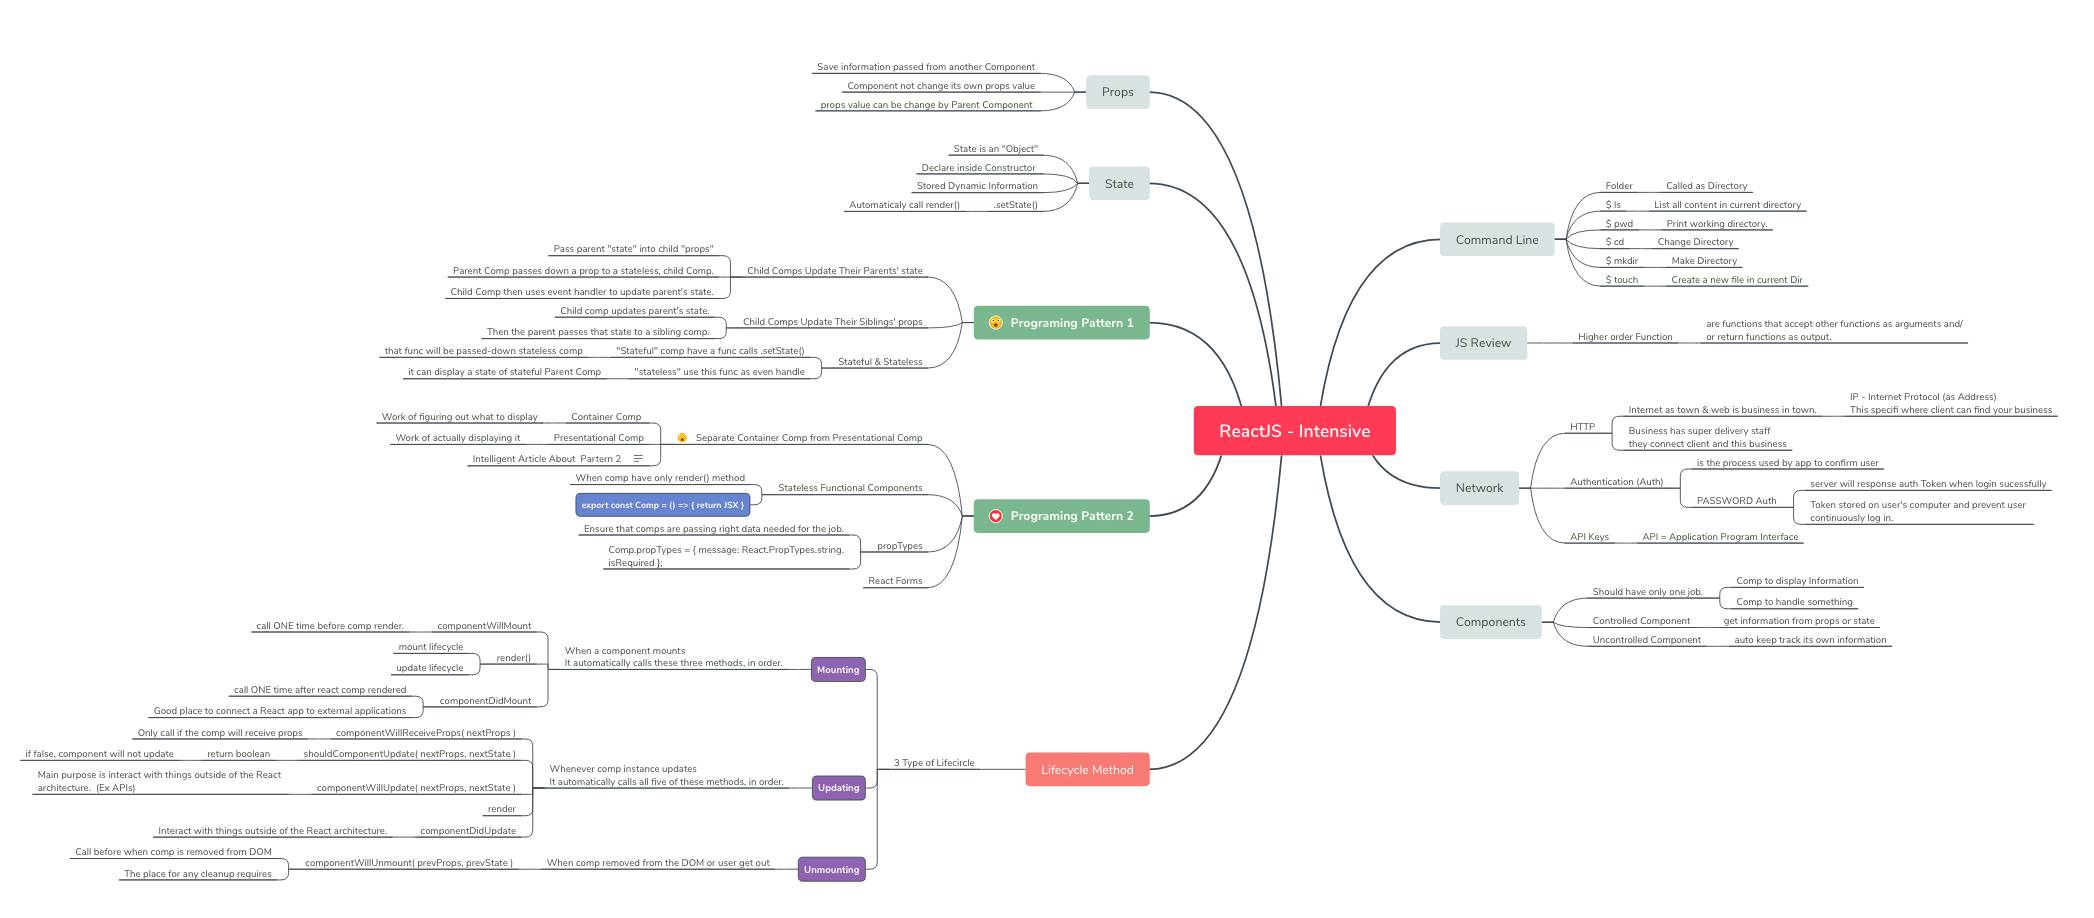 ReactJS - Intensive
Props
Save information passed from another Component
Component not change its own props value
props value can be change by Parent Component
State
State is an "Object"
Declare inside Constructor
Stored Dynamic Information
.setState()
Automaticaly call render()
Programing Pattern 1
Child Comps Update Their Parents' state
Pass parent "state" into child "props"
Parent Comp passes down a prop to a stateless, child Comp.
Child Comp then uses event handler to update parent's state.
Child Comps Update Their Siblings' props
Child comp updates parent's state.
Then the parent passes that state to a sibling comp.
Stateful & Stateless
"Stateful" comp have a func calls .setState()
that func will be passed-down stateless comp
"stateless" use this func as even handle
it can display a state of stateful Parent Comp
Programing Pattern 2
Separate Container Comp from Presentational Comp
Container Comp
Work of figuring out what to display
Presentational Comp
Work of actually displaying it
Intelligent Article About Partern 2
Stateless Functional Components
When comp have only render() method
export const Comp = () => { return JSX }
propTypes
Ensure that comps are passing right data needed for the job.
Comp.propTypes = { message: React.PropTypes.string.
isRequired };
React Forms
Lifecycle Method
3 Type of Lifecircle
Mounting
When a component mounts
It automatically calls these three methods, in order.
componentWillMount
call ONE time before comp render.
render()
mount lifecycle
update lifecycle
componentDidMount
call ONE time after react comp rendered
Good place to connect a React app to external applications
Updating
Whenever comp instance updates
It automatically calls all five of these methods, in order.
componentWillReceiveProps( nextProps )
Only call if the comp will receive props
shouldComponentUpdate( nextProps, nextState )
return boolean
if false, component will not update
componentWillUpdate( nextProps, nextState )
Main purpose is interact with things outside of the React
architecture. (Ex APIs)
render
componentDidUpdate
Interact with things outside of the React architecture.
Unmounting
When comp removed from the DOM or user get out
componentWillUnmount( prevProps, prevState )
Call before when comp is removed from DOM
The place for any cleanup requires
Command Line
Folder
Called as Directory
$ ls
List all content in current directory
$ pwd
Print working directory.
$ cd
Change Directory
$ mkdir
Make Directory
$ touch
Create a new file in current Dir
JS Review
Higher order Function
are functions that accept other functions as arguments and/
or return functions as output.
Network
HTTP
Internet as town & web is business in town.
IP - Internet Protocol (as Address)
This specifi where client can find your business
Business has super delivery staff
they connect client and this business
Authentication (Auth)
is the process used by app to confirm user
PASSWORD Auth
server will response auth Token when login sucessfully
Token stored on user's computer and prevent user
continuously log in.
API Keys
API = Application Program Interface
Components
Should have only one job.
Comp to display Information
Comp to handle something
Controlled Component
get information from props or state
Uncontrolled Component
auto keep track its own information